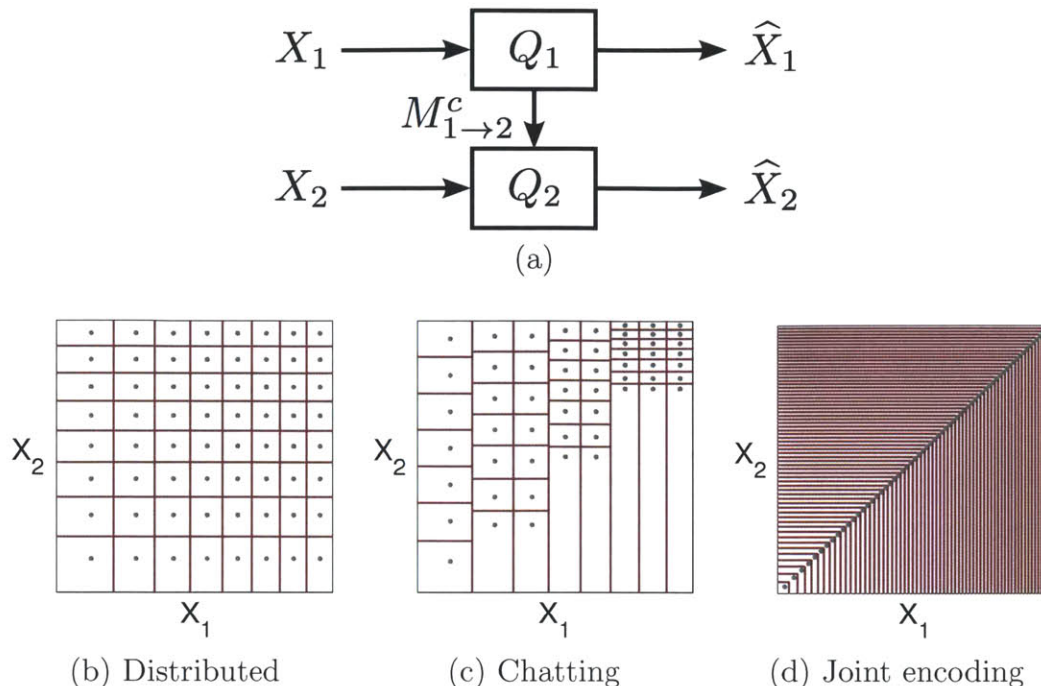 X₁ Q₁ X̂₁
M^c_{1→2}
X₂ Q₂ X̂₂
(a)
X₂ X₂ X₂
X₁ X₁ X₁
(b) Distributed (c) Chatting (d) Joint encoding